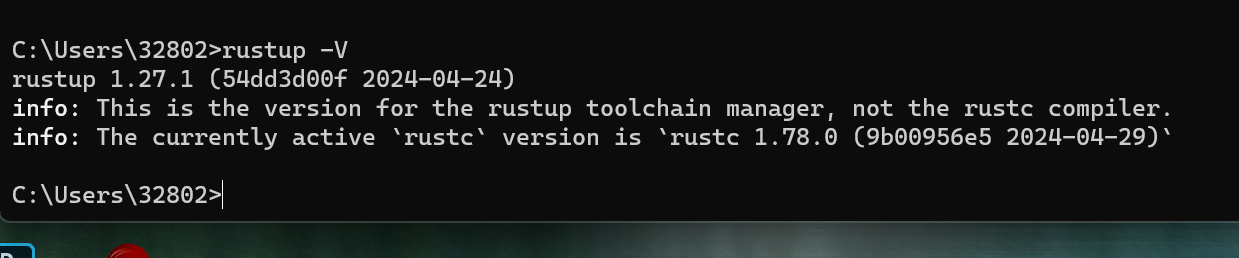 C:\Users\32802>rustup -V
rustup 1.27.1 (54dd3d00f 2024-04-24)
info: This is the version for the rustup toolchain manager, not the rustc compiler.
info: The currently active `rustc` version is `rustc 1.78.0 (9b00956e5 2024-04-29)`
C:\Users\32802>